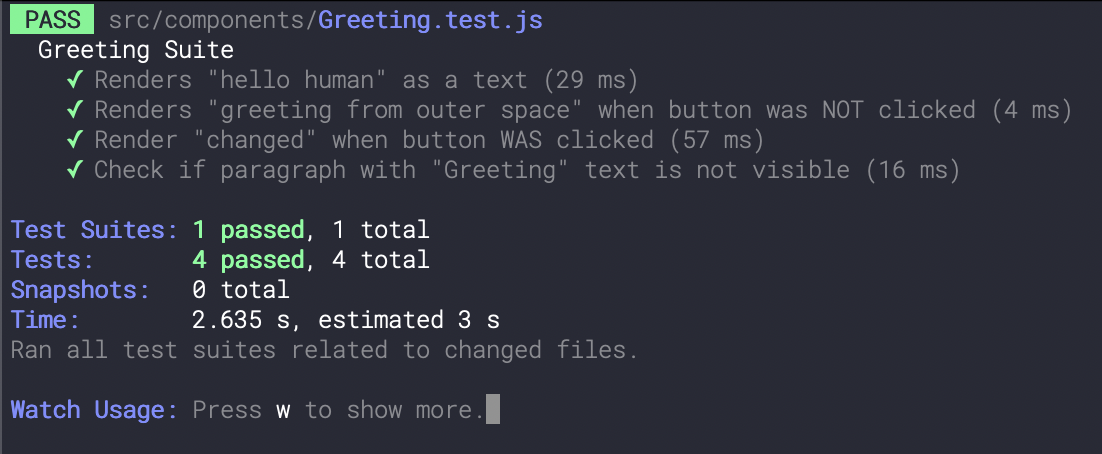 PASS src/components/Greeting.test.js
Greeting Suite
✓ Renders "hello human" as a text (29 ms)
✓ Renders "greeting from outer space" when button was NOT clicked (4 ms)
✓ Render "changed" when button WAS clicked (57 ms)
✓ Check if paragraph with "Greeting" text is not visible (16 ms)
Test Suites: 1 passed, 1 total
Tests: 4 passed, 4 total
Snapshots: 0 total
Time: 2.635 s, estimated 3 s
Ran all test suites related to changed files.
Watch Usage: Press w to show more.